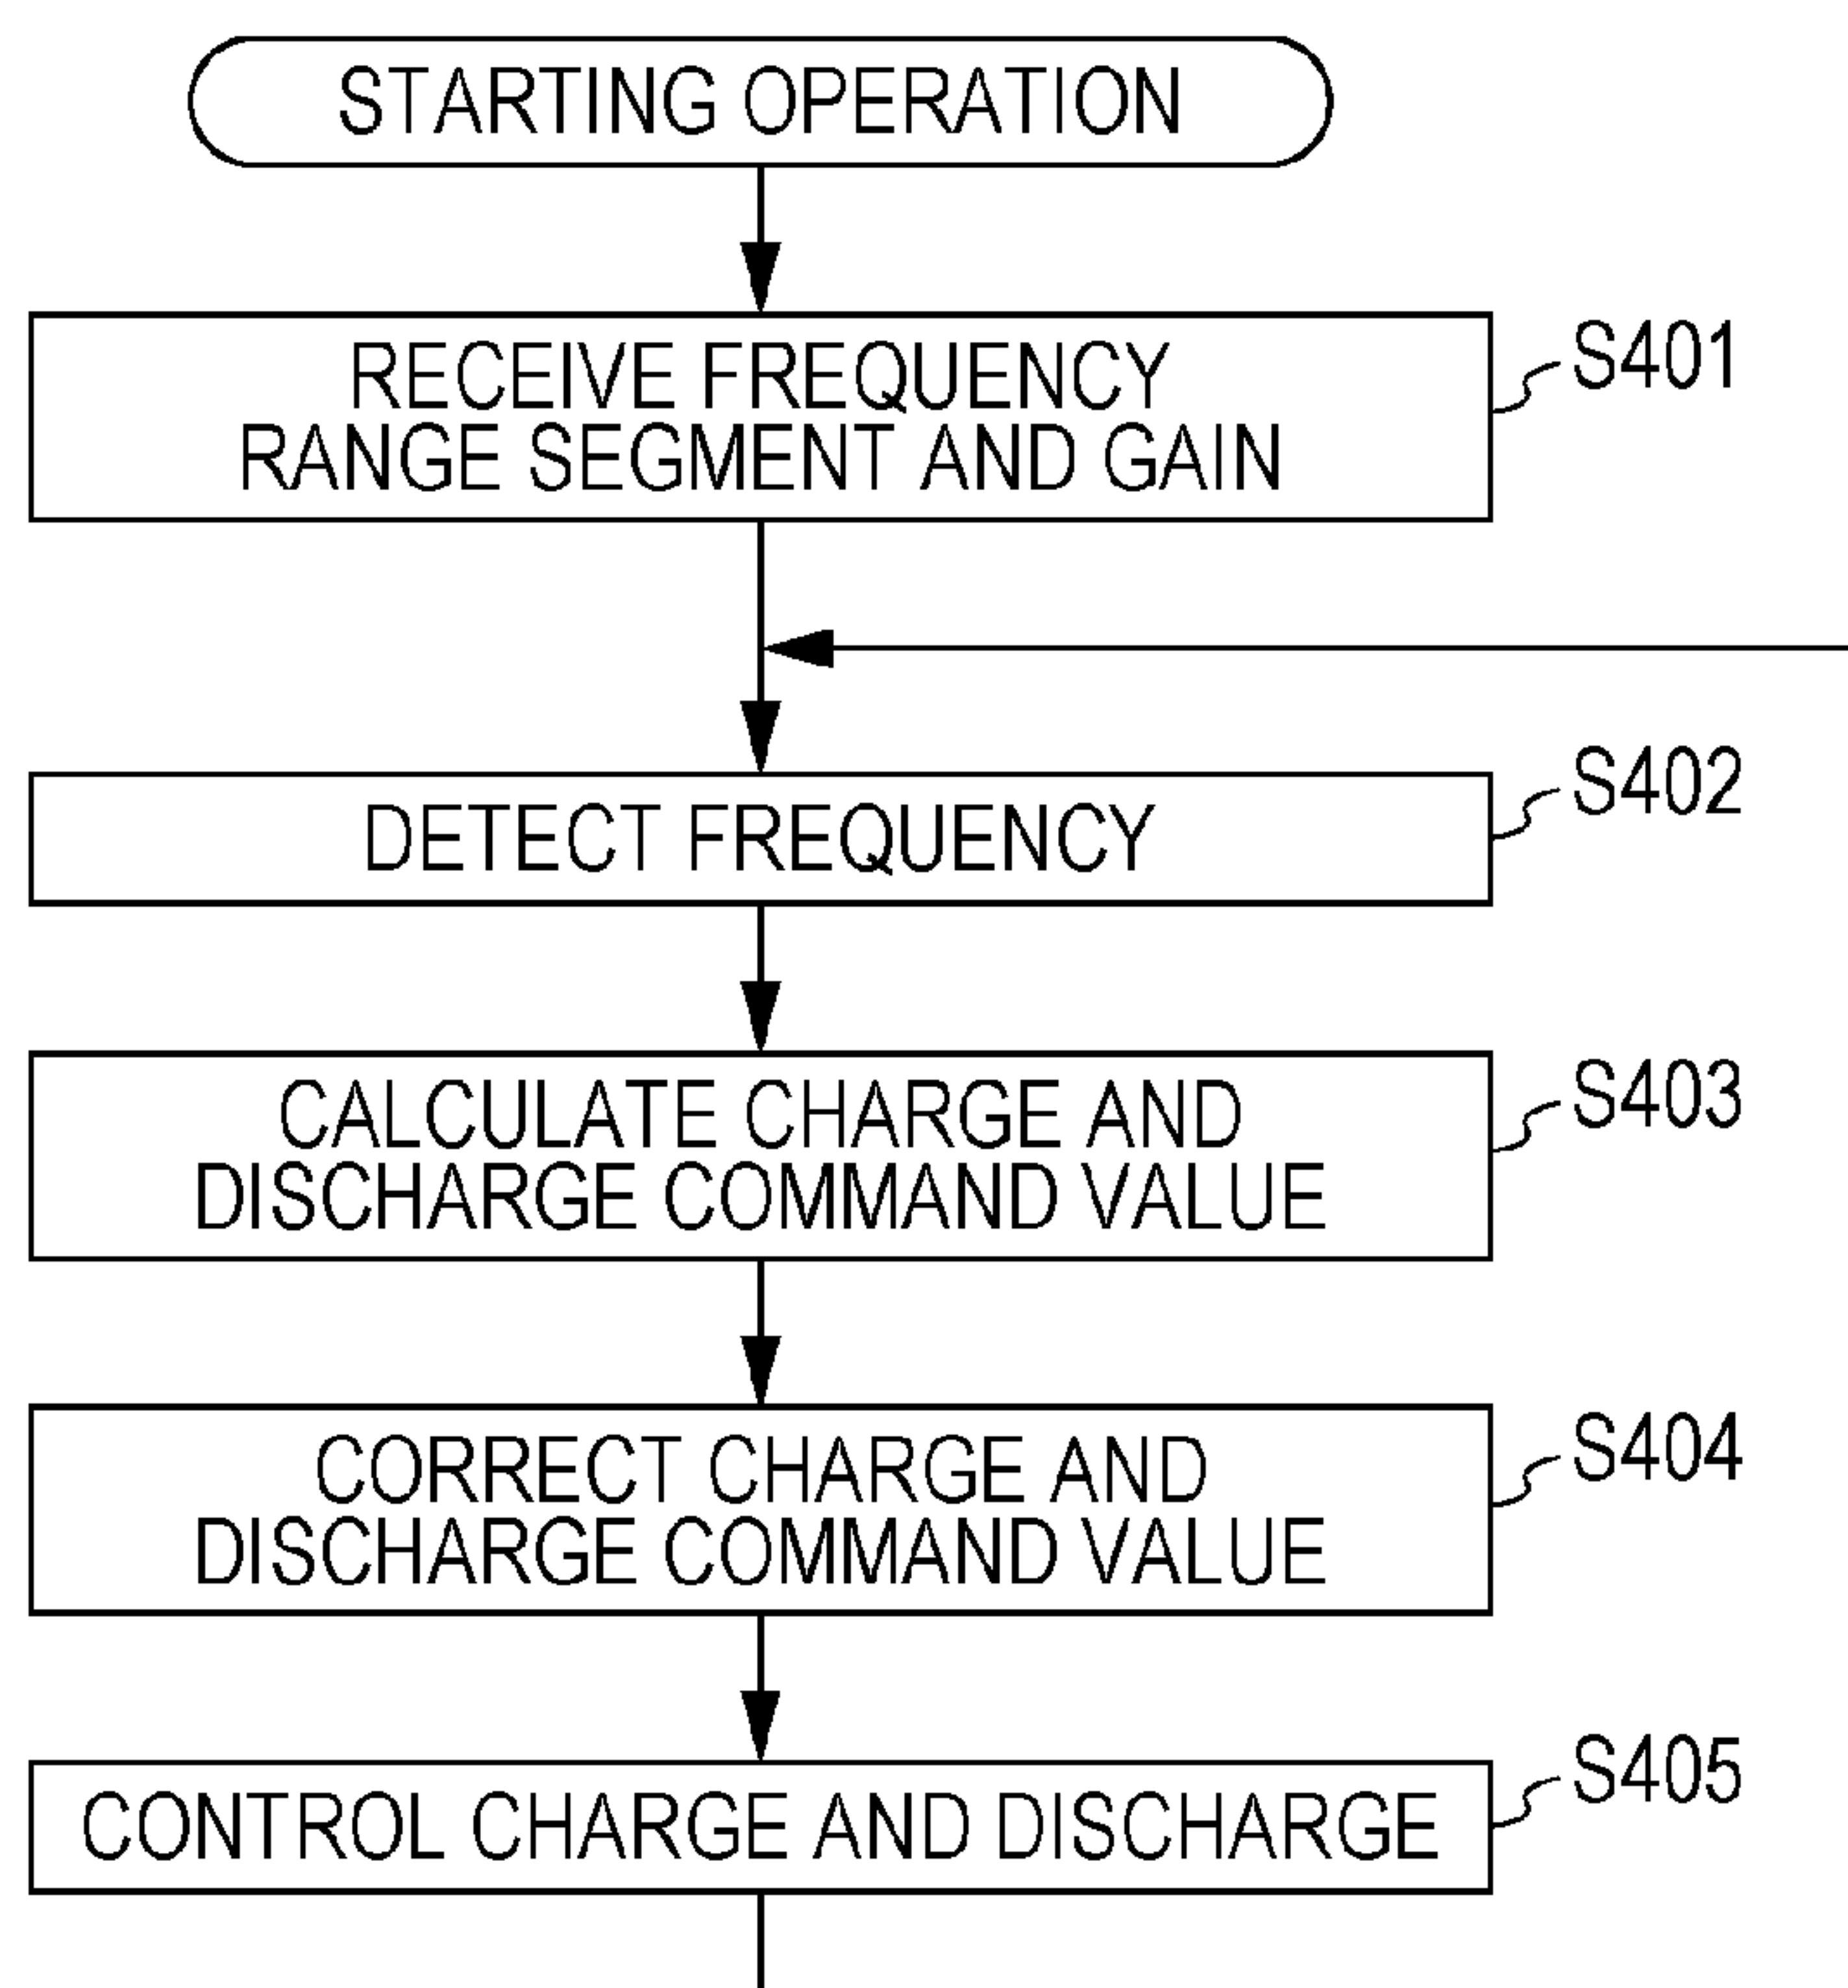 STARTING OPERATION
RECEIVE FREQUENCY
RANGE SEGMENT AND GAIN
S401
DETECT FREQUENCY
S402
CALCULATE CHARGE AND
DISCHARGE COMMAND VALUE
S403
CORRECT CHARGE AND
DISCHARGE COMMAND VALUE
S404
CONTROL CHARGE AND DISCHARGE
S405